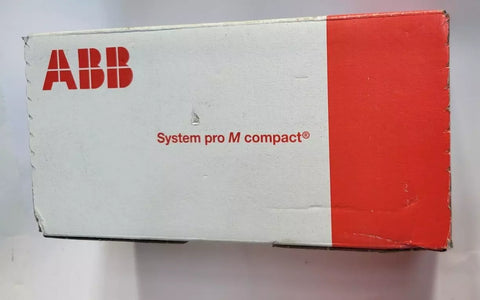 ABB
System pro M compact®